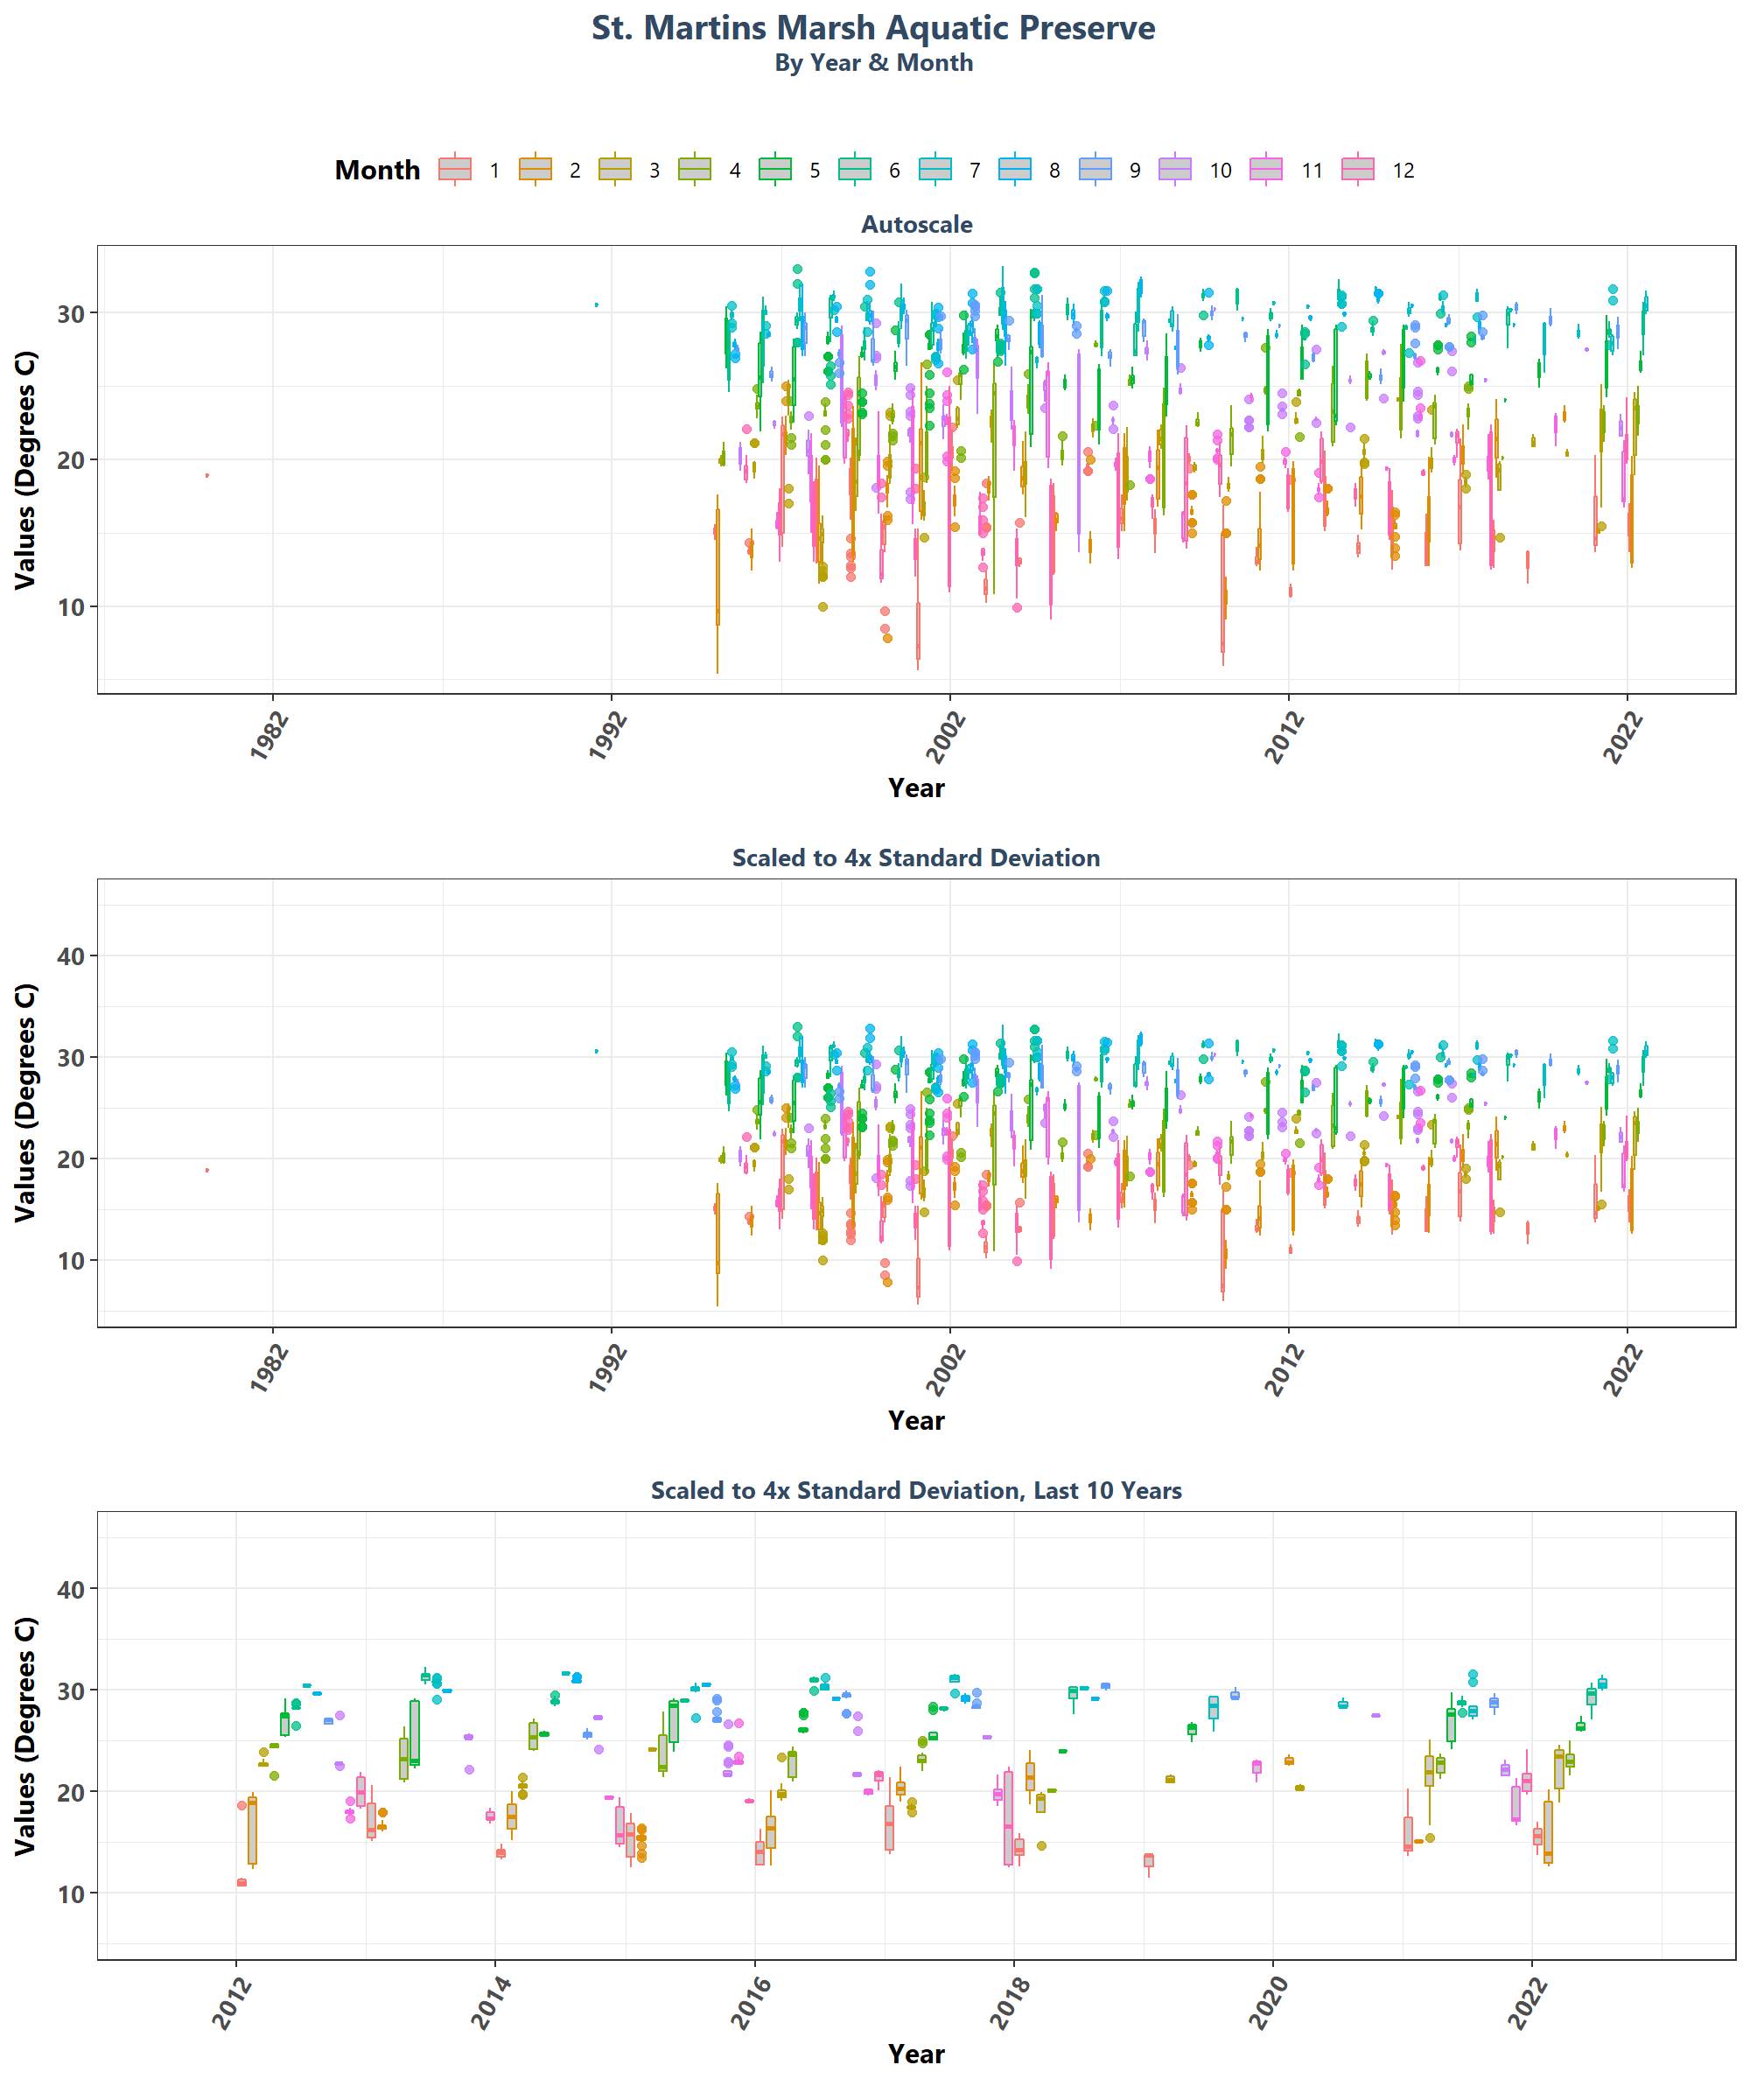 St. Martins Marsh Aquatic Preserve
By Year & Month
Month 1 2 3 4 5 6 7 8 9 10 11 12
Autoscale
Values (Degrees C)
30
20
10
1982 1992 2002 2012 2022
Year
Scaled to 4x Standard Deviation
Values (Degrees C)
40
30
20
10
1982 1992 2002 2012 2022
Year
Scaled to 4x Standard Deviation, Last 10 Years
Values (Degrees C)
40
30
20
10
2012 2014 2016 2018 2020 2022
Year